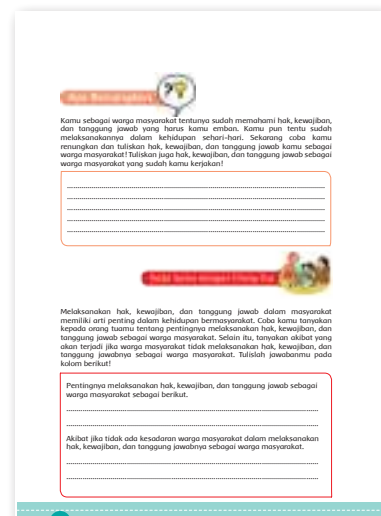 Ayo Renungkan
Kamu sebagai warga masyarakat tentunya sudah memahami hak, kewajiban,
dan tanggung jawab yang harus kamu emban. Kamu pun tentu sudah
melaksanakannya dalam kehidupan sehari-hari. Sekarang coba kamu
renungkan dan tuliskan hak, kewajiban, dan tanggung jawab kamu sebagai
warga masyarakat! Tuliskan juga hak, kewajiban, dan tanggung jawab sebagai
warga masyarakat yang sudah kamu kerjakan!
Kerja Sama dengan Orang Tua
Melaksanakan hak, kewajiban, dan tanggung jawab dalam masyarakat
memiliki arti penting dalam kehidupan bermasyarakat. Coba kamu tanyakan
kepada orang tuamu tentang pentingnya melaksanakan hak, kewajiban, dan
tanggung jawab sebagai warga masyarakat. Selain itu, tanyakan akibat yang
akan terjadi jika warga masyarakat tidak melaksanakan hak, kewajiban, dan
tanggung jawabnya sebagai warga masyarakat. Tulislah jawabanmu pada
kolom berikut!
Pentingnya melaksanakan hak, kewajiban, dan tanggung jawab sebagai
warga masyarakat sebagai berikut.
Akibat jika tidak ada kesadaran warga masyarakat dalam melaksanakan
hak, kewajiban, dan tanggung jawabnya sebagai warga masyarakat.